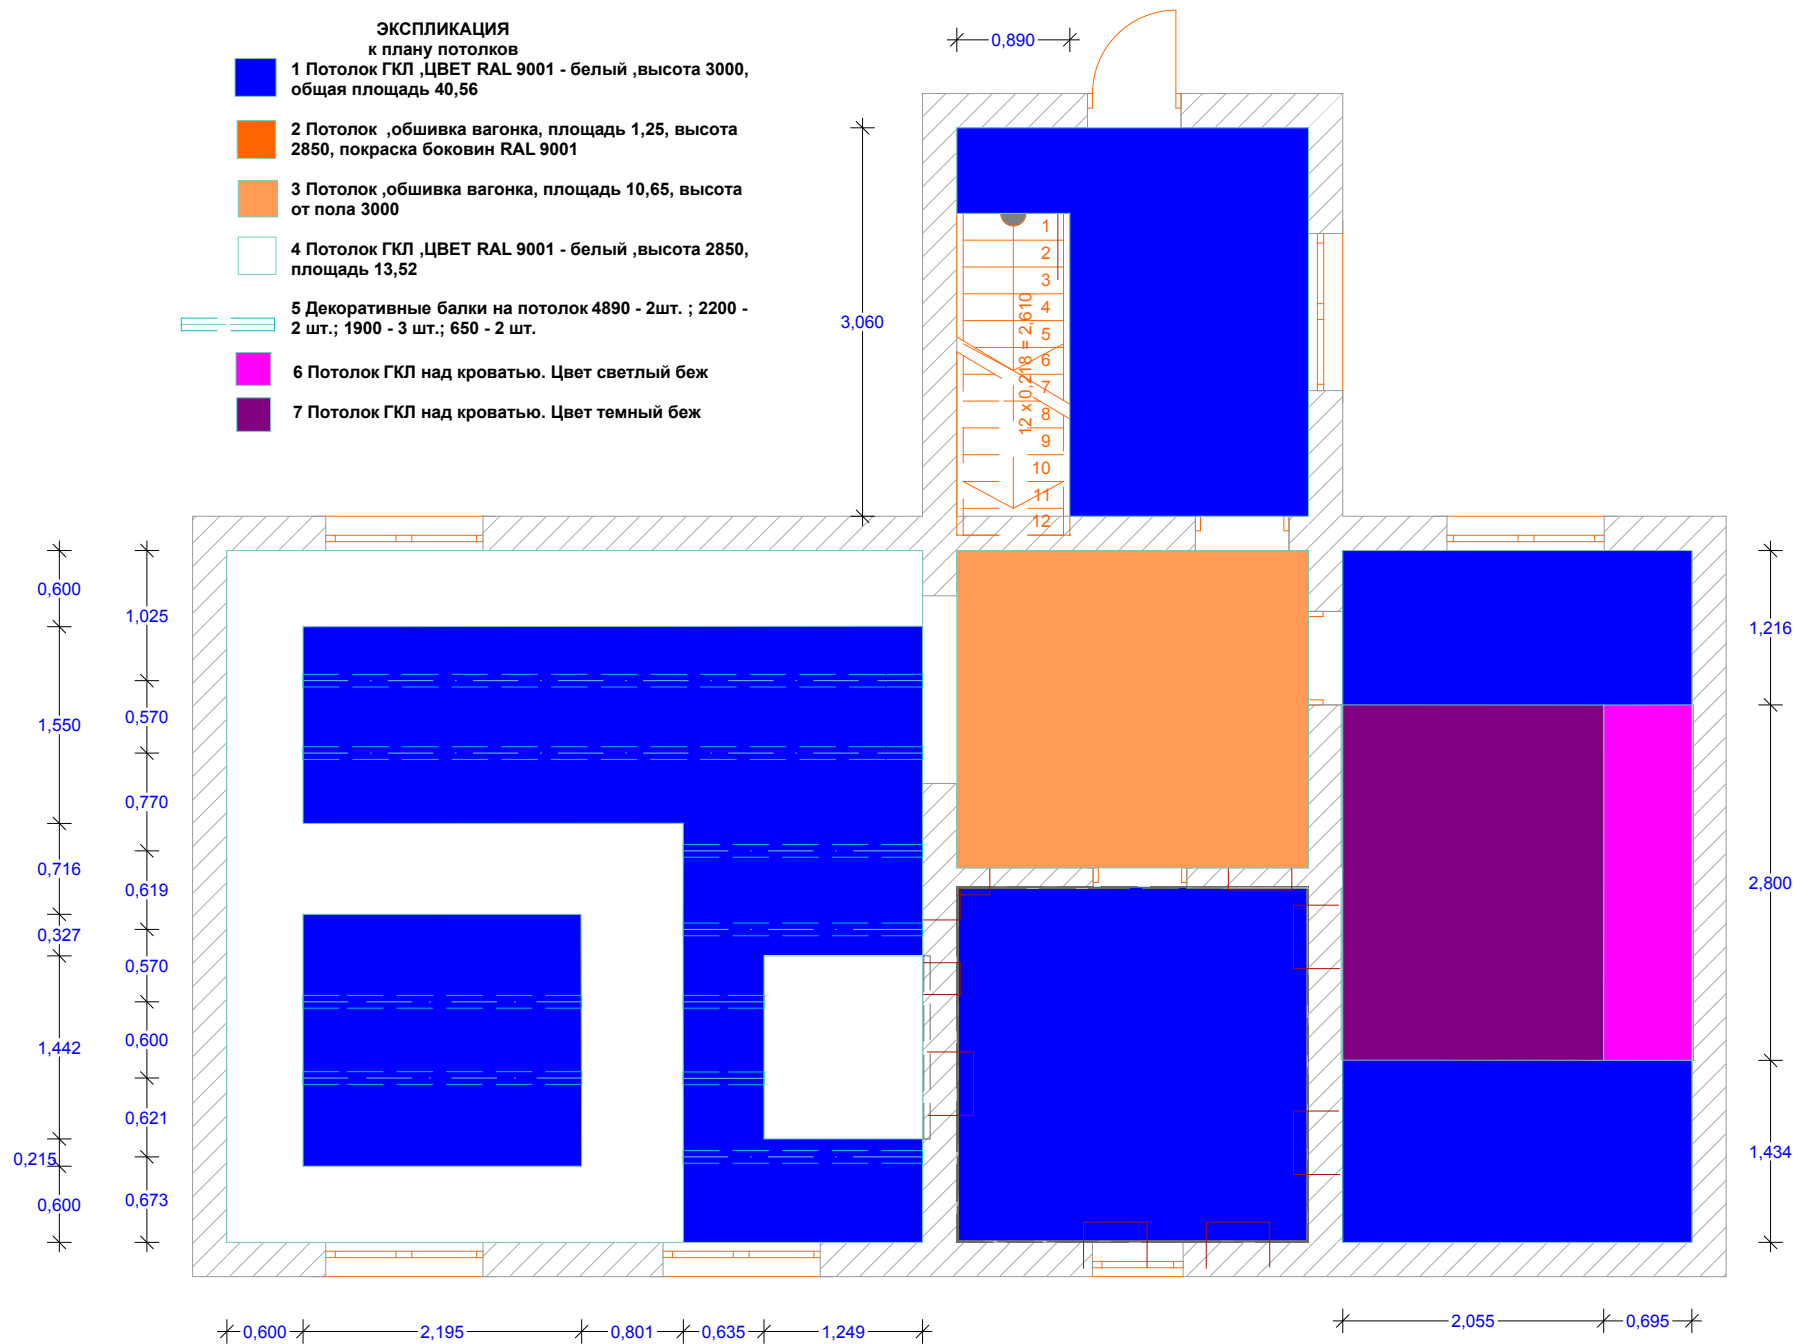 ЭКСПЛИКАЦИЯ
к плану потолков
1 Потолок ГКЛ ,ЦВЕТ RAL 9001 - белый ,высота 3000,
общая площадь 40,56
2 Потолок ,обшивка вагонка, площадь 1,25, высота
2850, покраска боковин RAL 9001
3 Потолок ,обшивка вагонка, площадь 10,65, высота
от пола 3000
4 Потолок ГКЛ ,ЦВЕТ RAL 9001 - белый ,высота 2850,
площадь 13,52
5 Декоративные балки на потолок 4890 - 2шт. ; 2200 -
2 шт.; 1900 - 3 шт.; 650 - 2 шт.
6 Потолок ГКЛ над кроватью. Цвет светлый беж
7 Потолок ГКЛ над кроватью. Цвет темный беж
0,890
3,060
1
2
3
4
5
6
7
8
9
10
11
12
12 x 0,218 = 2,610
0,600
1,550
0,716
0,327
1,442
0,215
0,600
1,025
0,570
0,770
0,619
0,570
0,600
0,621
0,673
1,216
2,800
1,434
0,600
2,195
0,801
0,635
1,249
2,055
0,695